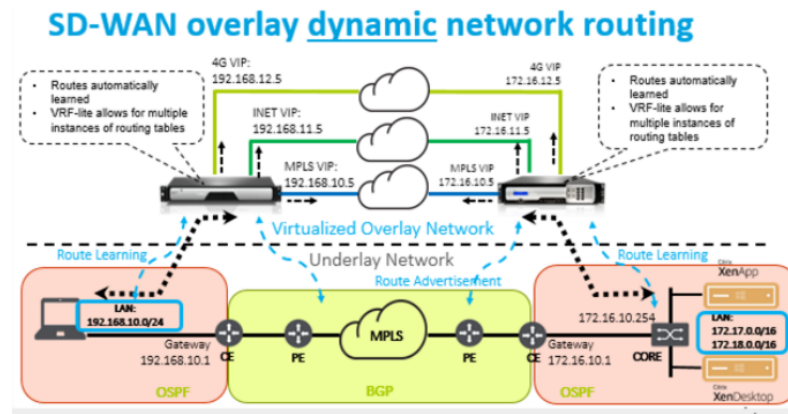 SD-WAN overlay dynamic network routing
4G VIP:
192.168.12.5
4G VIP
172.16.12.5
• Routes automatically
learned
• VRF-lite allows for multiple
instances of routing tables
INET VIP:
192.168.11.5
INET VIP
172.16.11.5
• Routes automatically
learned
• VRF-lite allows for
multiple instances of
routing tables
MPLS VIP:
192.168.10.5
MPLS VIP
172.16.10.5
Virtualized Overlay Network
Underlay Network
Route Learning
Route Advertisement
Route Learning
LAN:
192.168.10.0/24
Gateway
192.168.10.1
CE
PE
MPLS
PE
CE
Gateway
172.16.10.1
172.16.10.254
CORE
Citrix
XenApp
LAN:
172.17.0.0/16
172.18.0.0/16
Citrix
XenDesktop
OSPF
BGP
OSPF